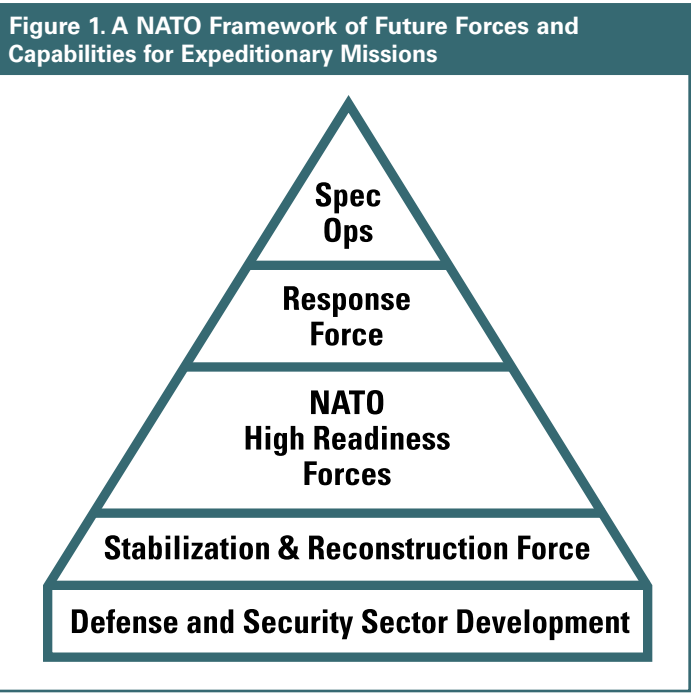 Figure 1. A NATO Framework of Future Forces and
Capabilities for Expeditionary Missions
Spec
Ops
Response
Force
NATO
High Readiness
Forces
Stabilization & Reconstruction Force
Defense and Security Sector Development